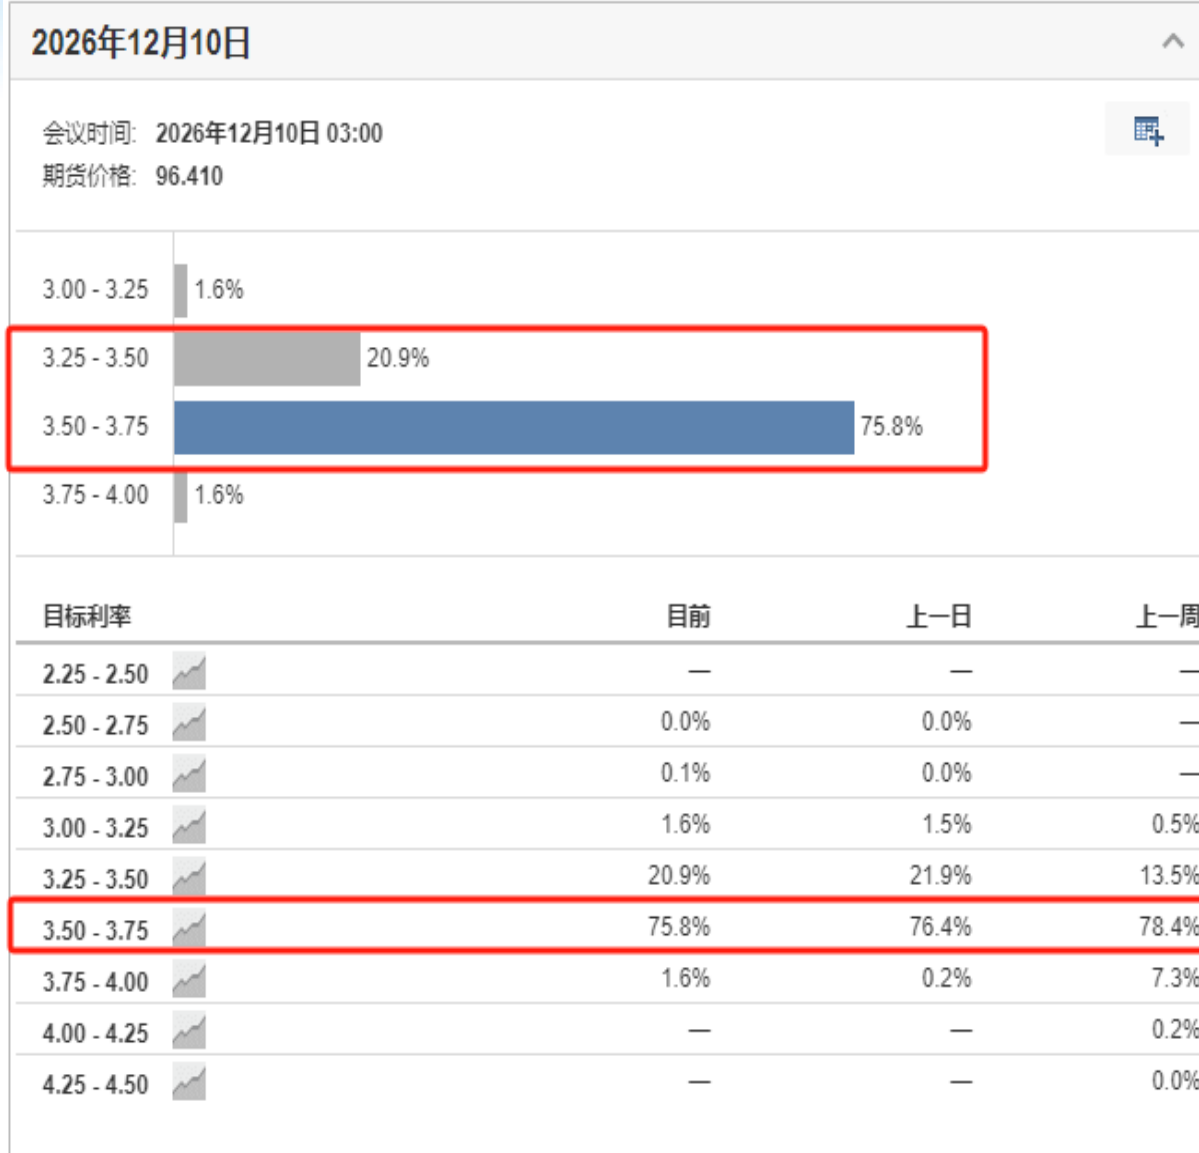 2026年12月10日
会议时间: 2026年12月10日 03:00
期货价格: 96.410
3.00 - 3.25 1.6%
3.25 - 3.50 20.9%
3.50 - 3.75 75.8%
3.75 - 4.00 1.6%
目标利率 目前 上一日 上一周
2.25 - 2.50 — — —
2.50 - 2.75 0.0% 0.0% —
2.75 - 3.00 0.1% 0.0% —
3.00 - 3.25 1.6% 1.5% 0.5%
3.25 - 3.50 20.9% 21.9% 13.5%
3.50 - 3.75 75.8% 76.4% 78.4%
3.75 - 4.00 1.6% 0.2% 7.3%
4.00 - 4.25 — — 0.2%
4.25 - 4.50 — — 0.0%